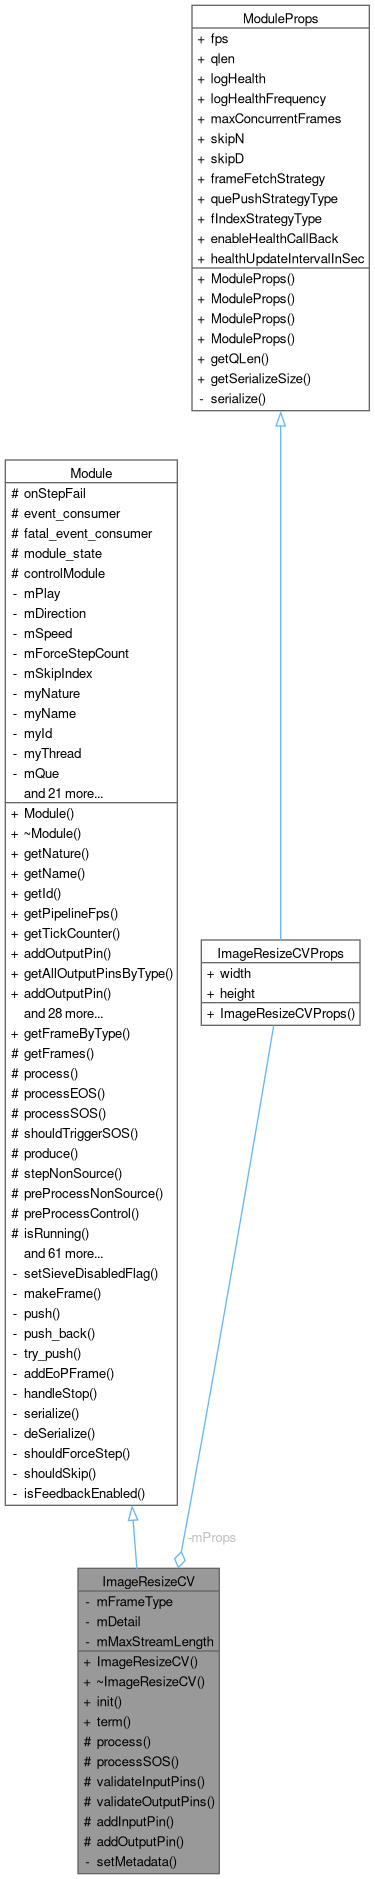 ModuleProps
+ fps
+ qlen
+ logHealth
+ logHealthFrequency
+ maxConcurrentFrames
+ skipN
+ skipD
+ frameFetchStrategy
+ quePushStrategyType
+ fIndexStrategyType
+ enableHealthCallBack
+ healthUpdateIntervalInSec
+ ModuleProps()
+ ModuleProps()
+ ModuleProps()
+ ModuleProps()
+ getQLen()
+ getSerializeSize()
- serialize()
Module
# onStepFail
# event_consumer
# fatal_event_consumer
# module_state
# controlModule
- mPlay
- mDirection
- mSpeed
- mForceStepCount
- mSkipIndex
- myNature
- myName
- myId
- myThread
- mQue
and 21 more...
+ Module()
+ ~Module()
+ getNature()
+ getName()
+ getId()
+ getPipelineFps()
+ getTickCounter()
+ addOutputPin()
+ getAllOutputPinsByType()
+ addOutputPin()
and 28 more...
+ getFrameByType()
# getFrames()
# process()
# processEOS()
# processSOS()
# shouldTriggerSOS()
# produce()
# stepNonSource()
# preProcessNonSource()
# preProcessControl()
# isRunning()
and 61 more...
- setSieveDisabledFlag()
- makeFrame()
- push()
- push_back()
- try_push()
- addEoPFrame()
- handleStop()
- serialize()
- deSerialize()
- shouldForceStep()
- shouldSkip()
- isFeedbackEnabled()
ImageResizeCVProps
+ width
+ height
+ ImageResizeCVProps()
-mProps
ImageResizeCV
- mFrameType
- mDetail
- mMaxStreamLength
+ ImageResizeCV()
+ ~ImageResizeCV()
+ init()
+ term()
# process()
# processSOS()
# validateInputPins()
# validateOutputPins()
# addInputPin()
# addOutputPin()
- setMetadata()